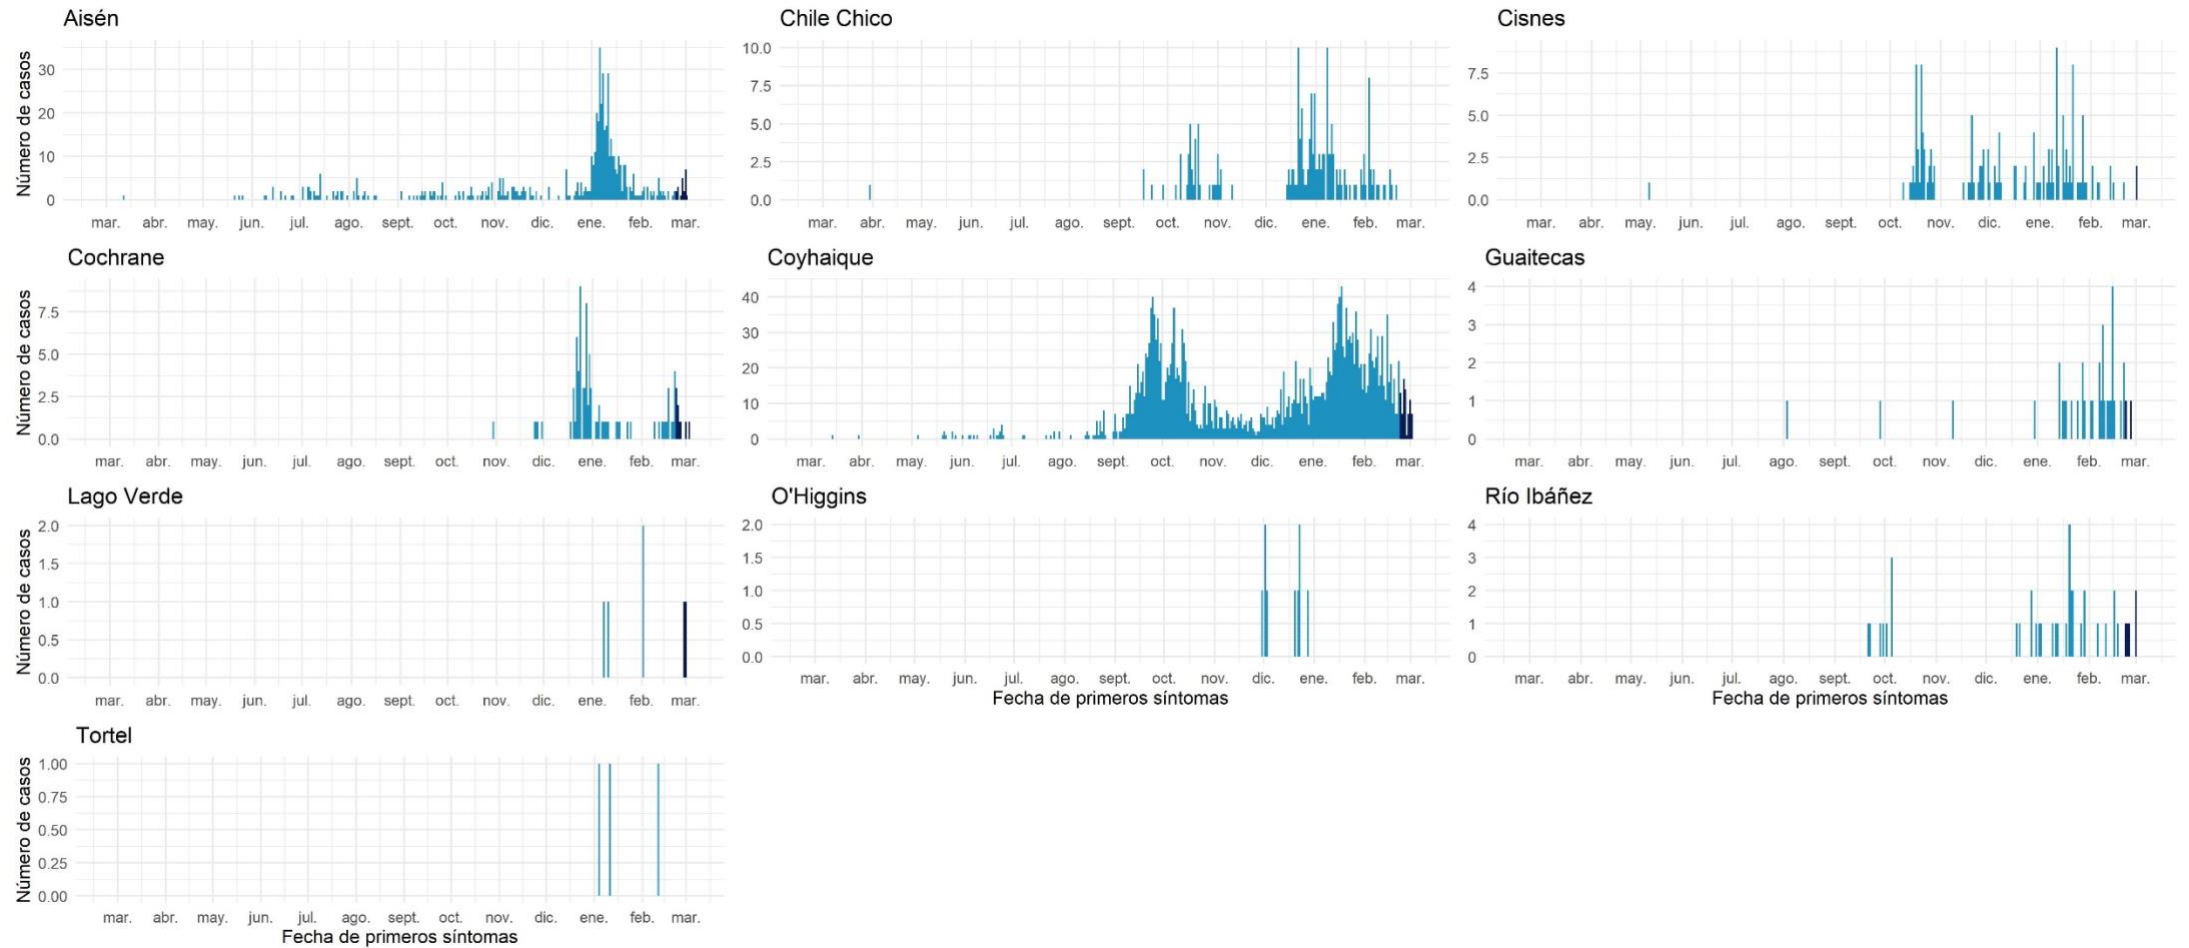 Aisén
Número de casos
30
20
10
0
mar. abr. may. jun. jul. ago. sept. oct. nov. dic. ene. feb. mar.
Chile Chico
10.0
7.5
5.0
2.5
0.0
mar. abr. may. jun. jul. ago. sept. oct. nov. dic. ene. feb. mar.
Cisnes
7.5
5.0
2.5
0.0
mar. abr. may. jun. jul. ago. sept. oct. nov. dic. ene. feb. mar.
Cochrane
Número de casos
7.5
5.0
2.5
0.0
mar. abr. may. jun. jul. ago. sept. oct. nov. dic. ene. feb. mar.
Coyhaique
40
30
20
10
0
mar. abr. may. jun. jul. ago. sept. oct. nov. dic. ene. feb. mar.
Guaitecas
4
3
2
1
0
mar. abr. may. jun. jul. ago. sept. oct. nov. dic. ene. feb. mar.
Lago Verde
Número de casos
2.0
1.5
1.0
0.5
0.0
mar. abr. may. jun. jul. ago. sept. oct. nov. dic. ene. feb. mar.
O'Higgins
2.0
1.5
1.0
0.5
0.0
mar. abr. may. jun. jul. ago. sept. oct. nov. dic. ene. feb. mar.
Fecha de primeros síntomas
Río Ibáñez
4
3
2
1
0
mar. abr. may. jun. jul. ago. sept. oct. nov. dic. ene. feb. mar.
Fecha de primeros síntomas
Tortel
Número de casos
1.00
0.75
0.50
0.25
0.00
mar. abr. may. jun. jul. ago. sept. oct. nov. dic. ene. feb. mar.
Fecha de primeros síntomas